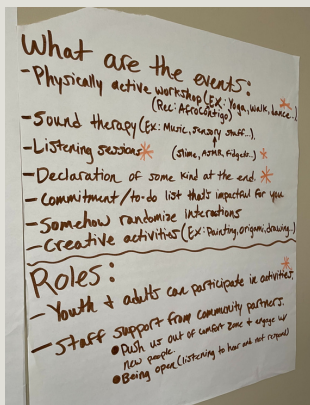 What are the events:
-Physically active workshop (Ex: Yoga, walk, dance...)
(Rec: AfroContigo)
-Sound therapy (Ex: Music, sensory stuff...)
(slime, ASMR, Fidgets...)
-Listening sessions
-Declaration of some kind at the end.
-Commitment/to-do list that's impactful for you
-Somehow randomize interactions
-Creative activities (Ex: Painting, origami, drawing..)
Roles:
-Youth & adults can participate in activities.
-Staff support from community partners.
•Push us out of comfort zone & engage w/
new people.
•Being open (listening to hear and not respond)